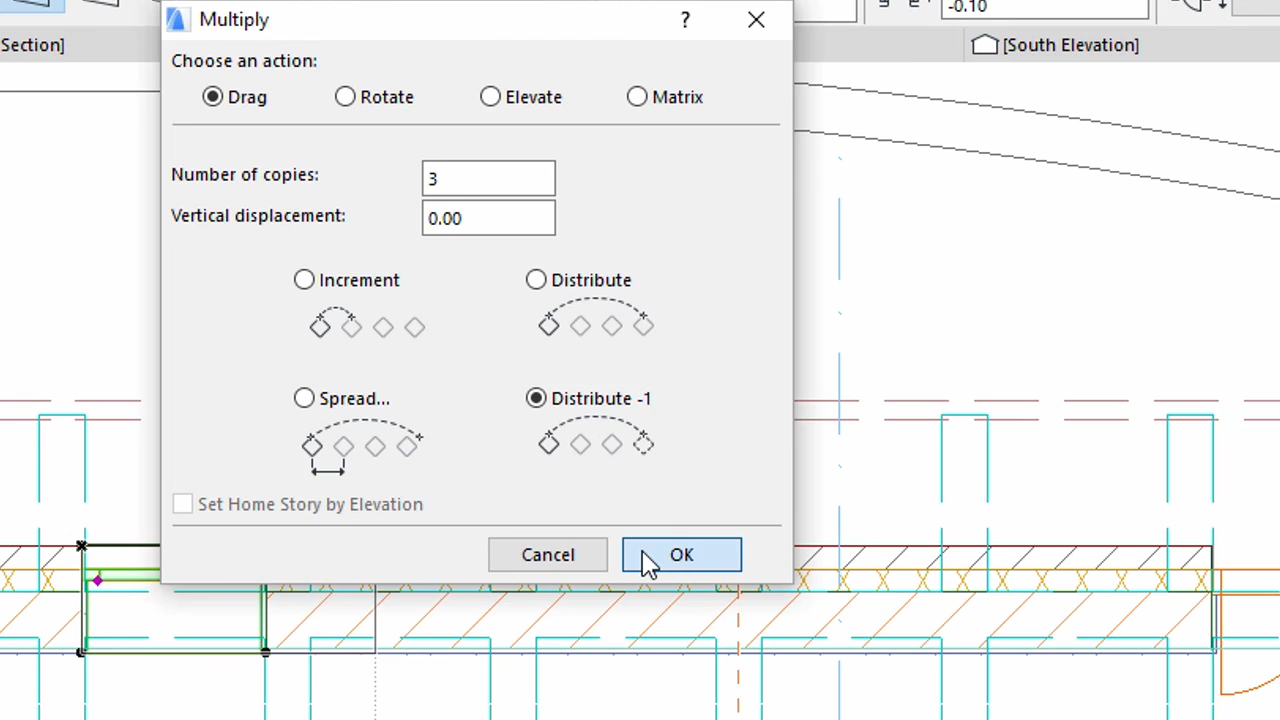 Multiply
?
-0.10
Section]
[South Elevation]
Choose an action:
Drag
Rotate
Elevate
Matrix
Number of copies:
3
Vertical displacement:
0.00
Increment
Distribute
Spread...
Distribute -1
Set Home Story by Elevation
Cancel
OK